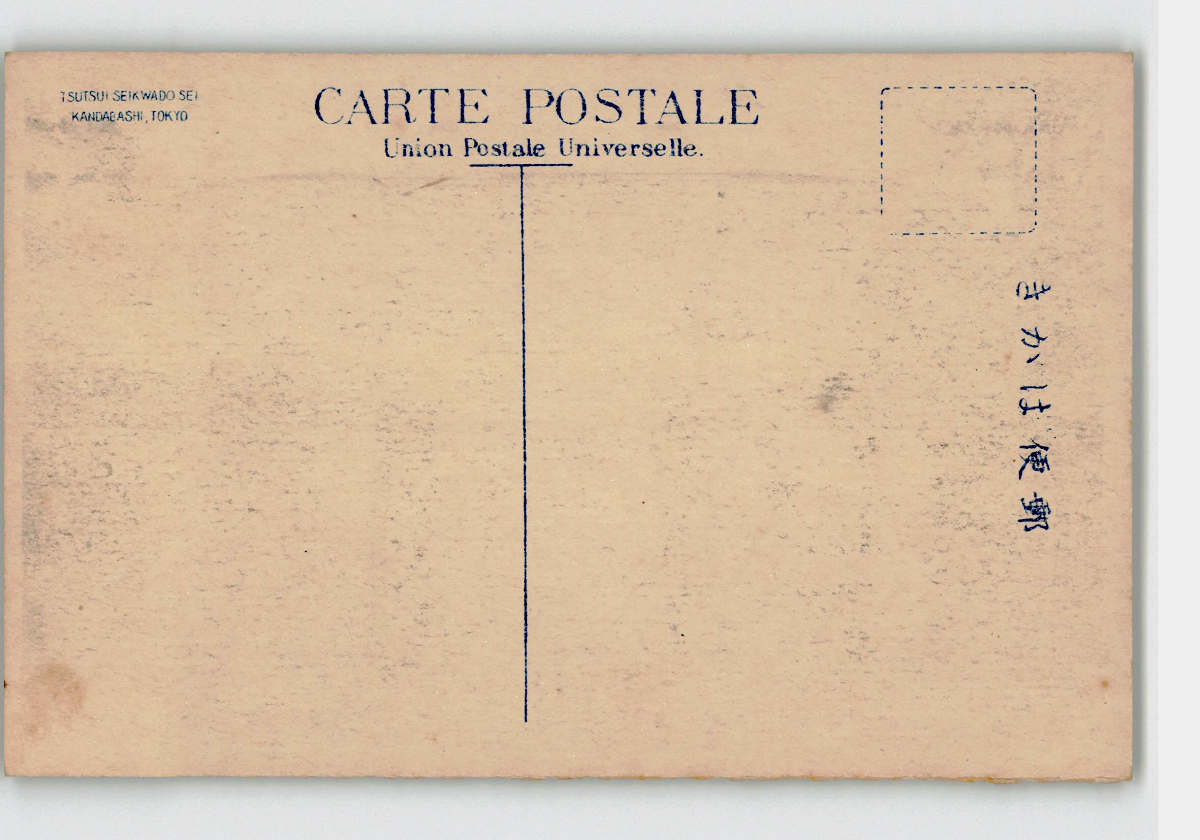 TSUTSUI SEIKWADO SEI
KANDABASHI, TOKYO
CARTE POSTALE
Union Postale Universelle.
きかは便郵